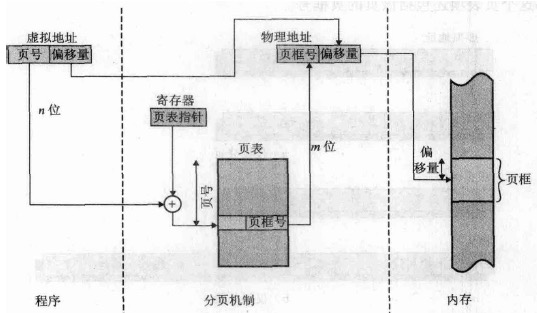 虚拟地址
页号 偏移量
物理地址
页框号 偏移量
n 位
寄存器
页表指针
页表
m 位
页号
页框号
偏
移量
页框
程序
分页机制
内存